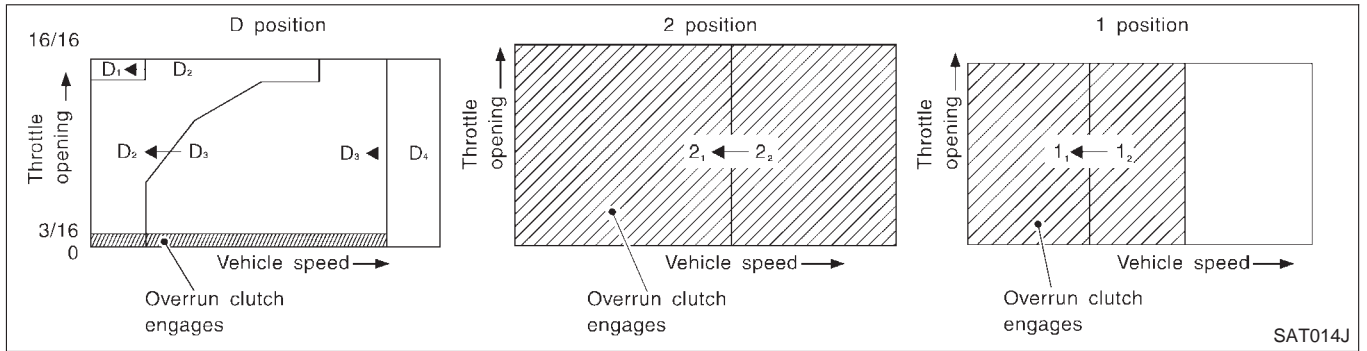 D position
16/16
D₁ ◀ D₂
Throttle opening →
D₂ ← D₃
D₃ ◀ D₄
3/16
0
Vehicle speed →
Overrun clutch
engages
2 position
Throttle
opening →
2₁ ← 2₂
Vehicle speed →
Overrun clutch
engages
1 position
Throttle
opening →
1₁ ← 1₂
Vehicle speed →
Overrun clutch
engages
SAT014J